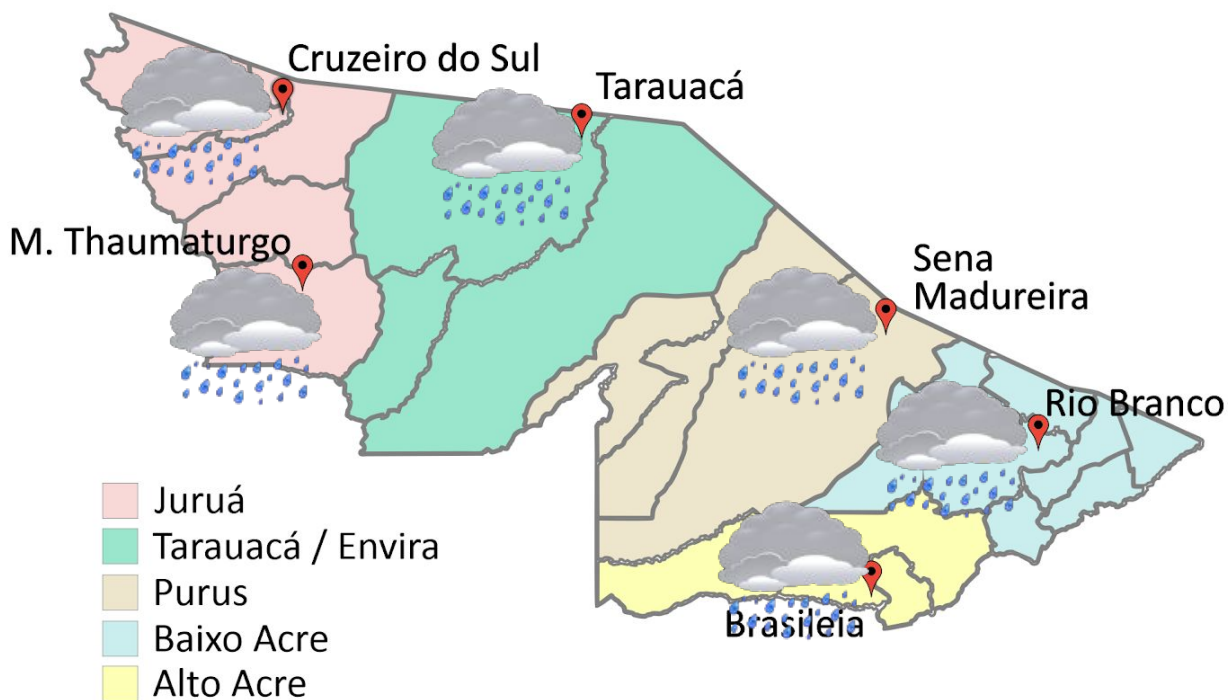 Cruzeiro do Sul
Tarauacá
M. Thaumaturgo
Sena
Madureira
Rio Branco
Brasileia
Juruá
Tarauacá / Envira
Purus
Baixo Acre
Alto Acre